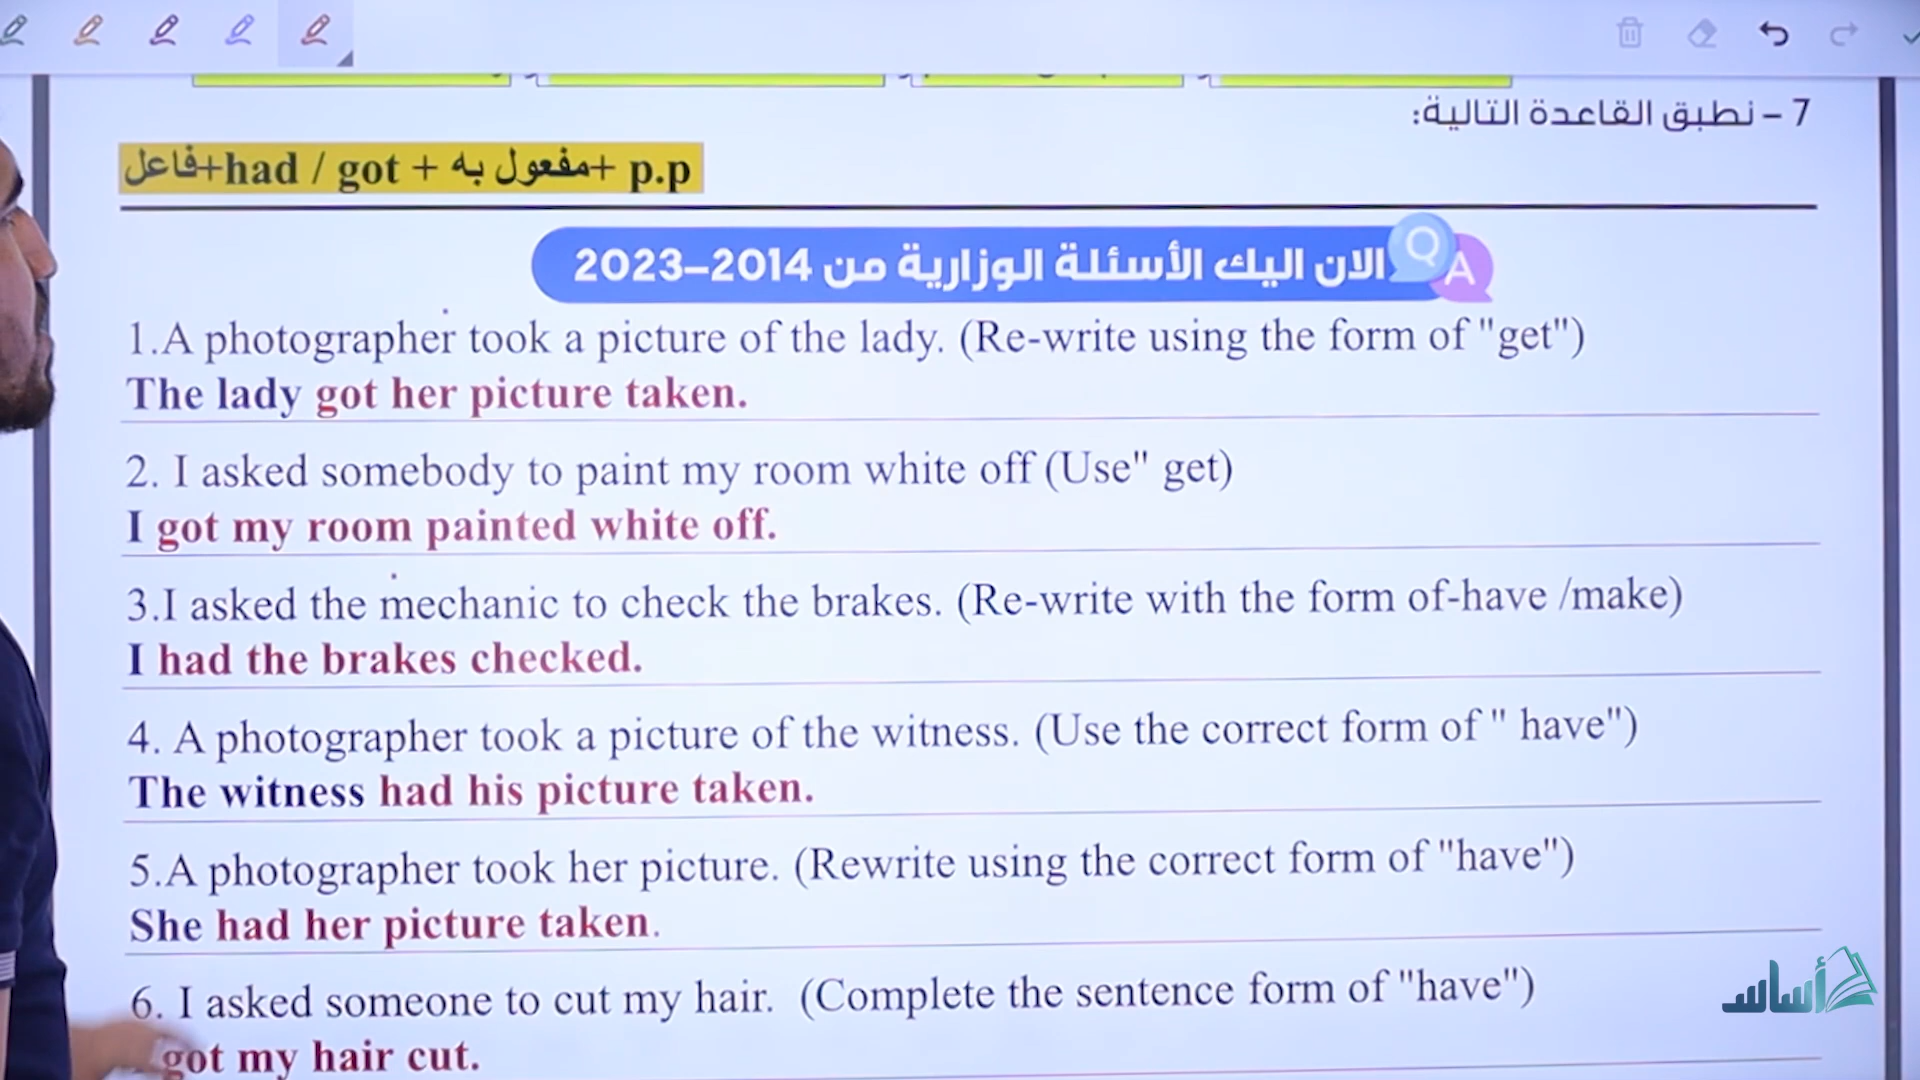 7 – نطبق القاعدة التالية:
فاعل+had / got + مفعول به+ p.p
الان اليك الأسئلة الوزارية من 2014–2023
Q
A
1.A photographer took a picture of the lady. (Re-write using the form of "get")
The lady got her picture taken.
2. I asked somebody to paint my room white off (Use" get)
I got my room painted white off.
3.I asked the mechanic to check the brakes. (Re-write with the form of-have /make)
I had the brakes checked.
4. A photographer took a picture of the witness. (Use the correct form of " have")
The witness had his picture taken.
5.A photographer took her picture. (Rewrite using the correct form of "have")
She had her picture taken.
6. I asked someone to cut my hair. (Complete the sentence form of "have")
got my hair cut.
أساس